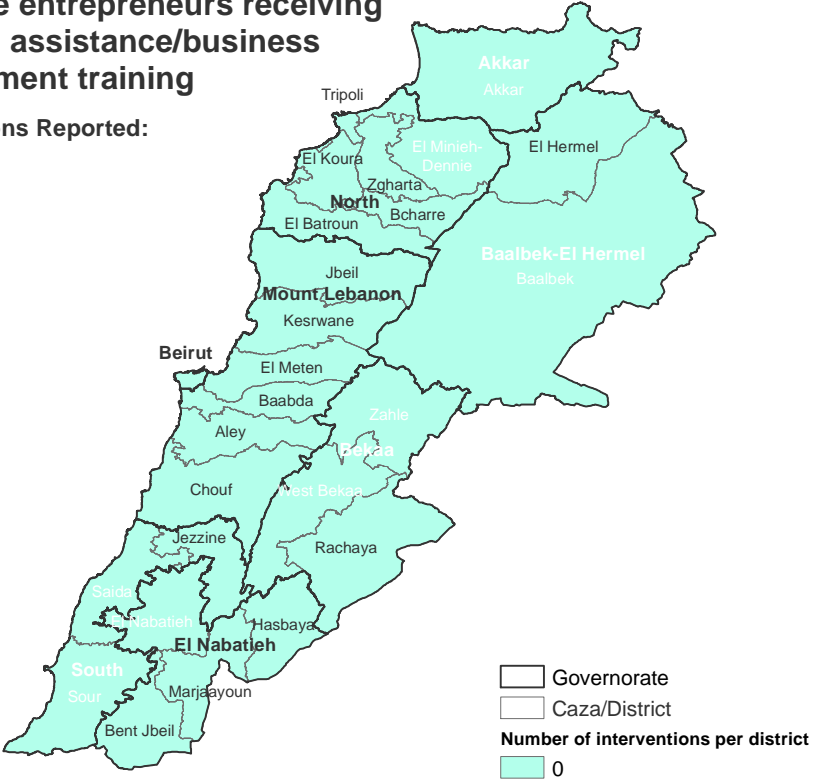 e entrepreneurs receiving
assistance/business
ment training
ons Reported:
Akkar
Akkar
Tripoli
El Minieh-
Dennie
El Hermel
El Koura
Zgharta
North
Bcharre
El Batroun
Baalbek-El Hermel
Baalbek
Jbeil
Mount Lebanon
Kesrwane
Beirut
El Meten
Baabda
Zahle
Aley
Bekaa
Chouf
West Bekaa
Jezzine
Rachaya
Saida
El Nabatieh
Hasbaya
El Nabatieh
South
Sour
Marjaayoun
Bent Jbeil
Governorate
Caza/District
Number of interventions per district
0